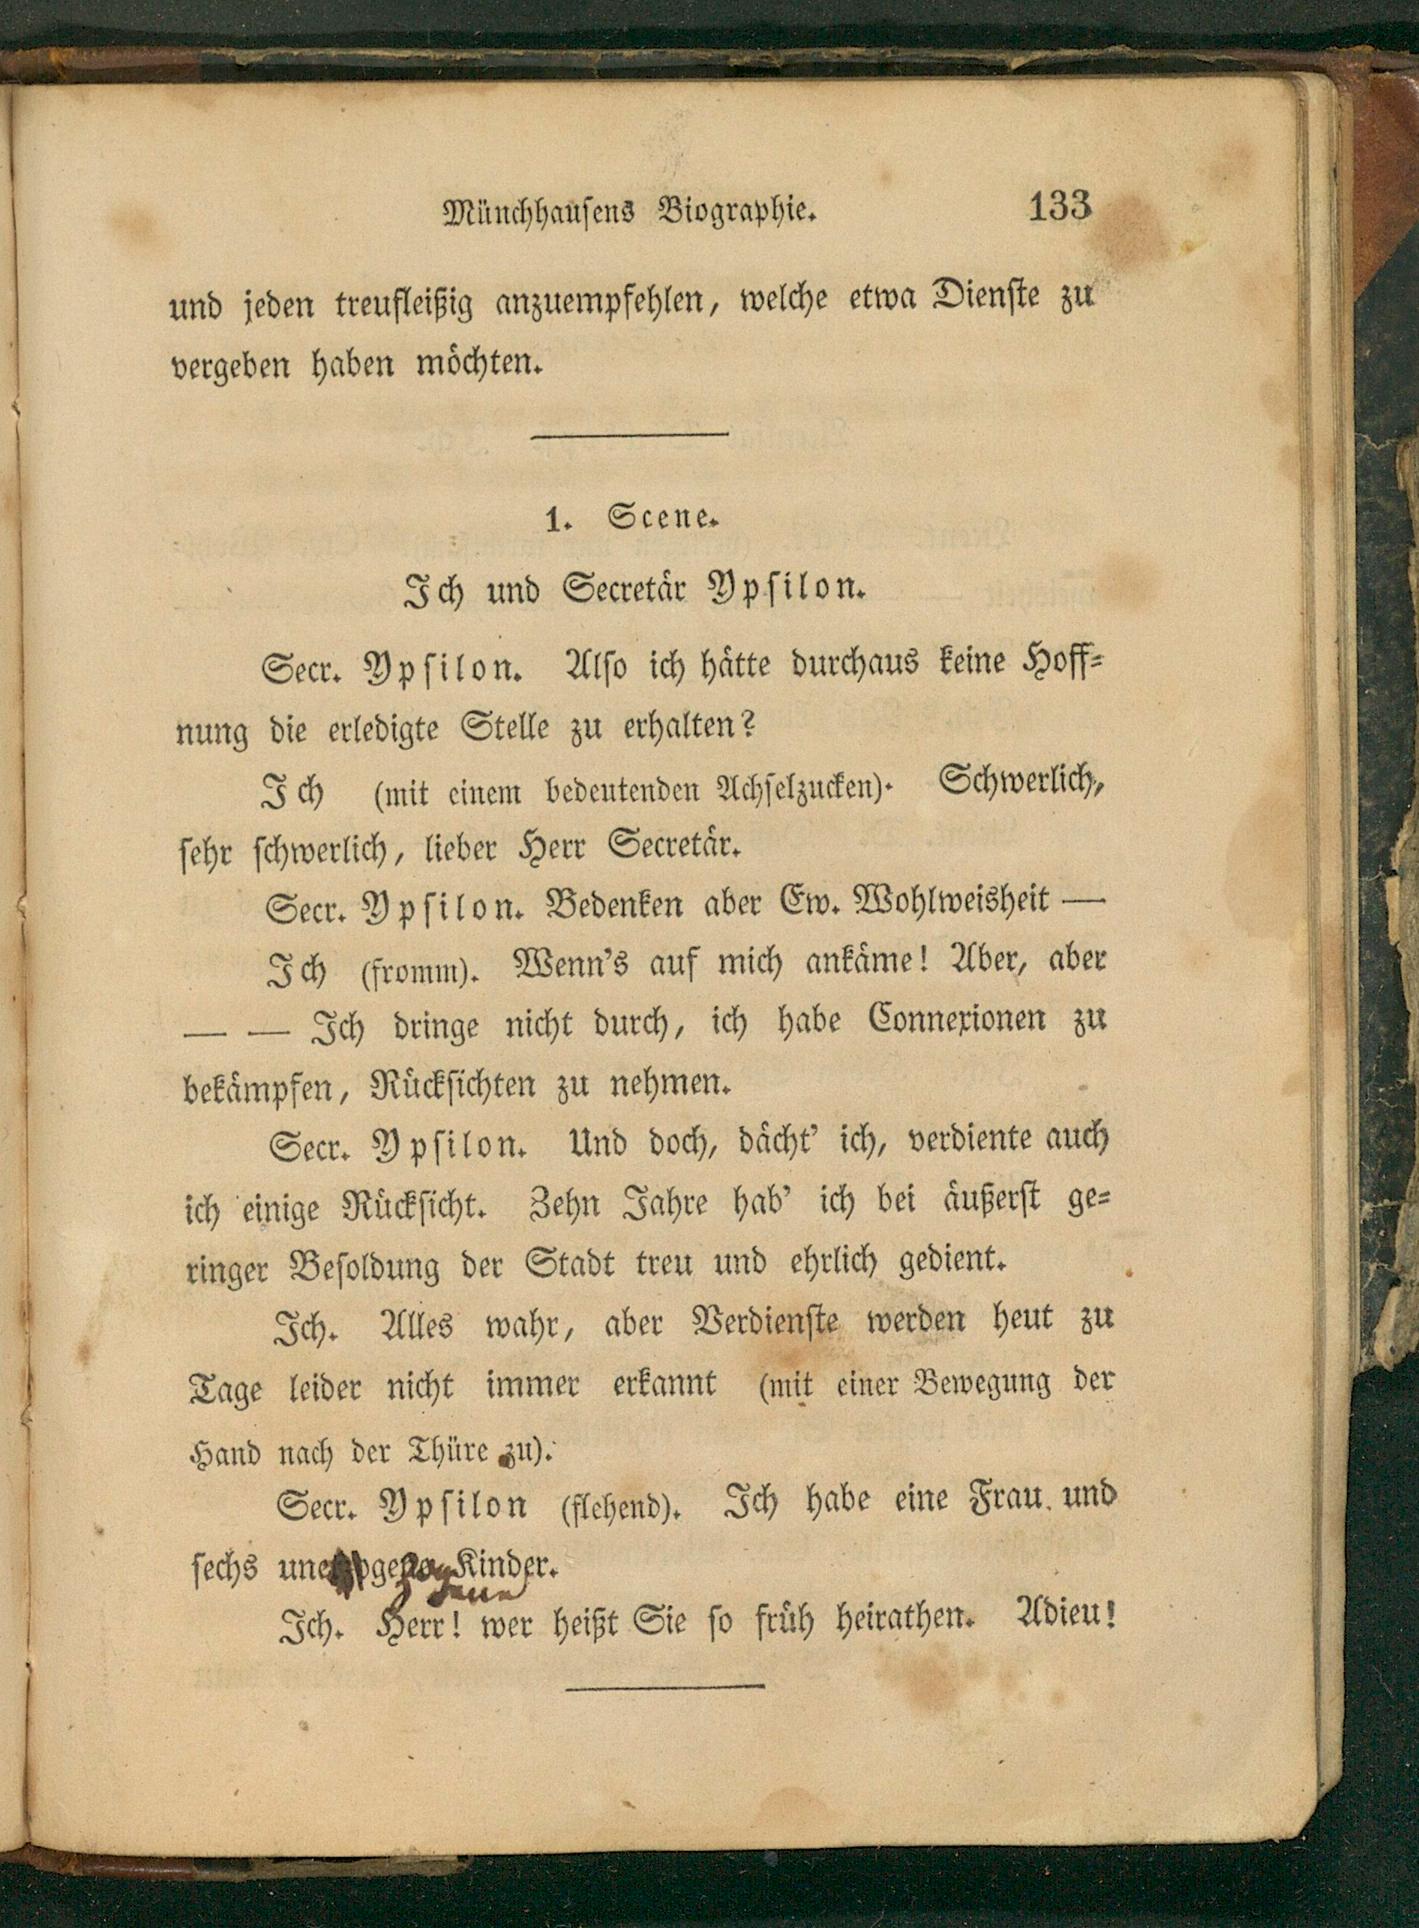 Münchhausens Biographie. 133
und jeden treufleißig anzuempfehlen, welche etwa Dienste zu
vergeben haben möchten.
1. Scene.
Ich und Secretär Ypsilon.
Secr. Ypsilon. Also ich hätte durchaus keine Hoff-
nung die erledigte Stelle zu erhalten?
Ich (mit einem bedeutenden Achselzucken). Schwerlich,
sehr schwerlich, lieber Herr Secretär.
Secr. Ypsilon. Bedenken aber Ew. Wohlweisheit —
Ich (fromm). Wenn's auf mich ankäme! Aber, aber
— — Ich dringe nicht durch, ich habe Connexionen zu
bekämpfen, Rücksichten zu nehmen.
Secr. Ypsilon. Und doch, dächt' ich, verdiente auch
ich einige Rücksicht. Zehn Jahre hab' ich bei äußerst ge-
ringer Besoldung der Stadt treu und ehrlich gedient.
Ich. Alles wahr, aber Verdienste werden heut zu
Tage leider nicht immer erkannt (mit einer Bewegung der
Hand nach der Thüre zu).
Secr. Ypsilon (flehend). Ich habe eine Frau und
sechs Kinder.
Ich. Herr! wer heißt Sie so früh heirathen. Adieu!